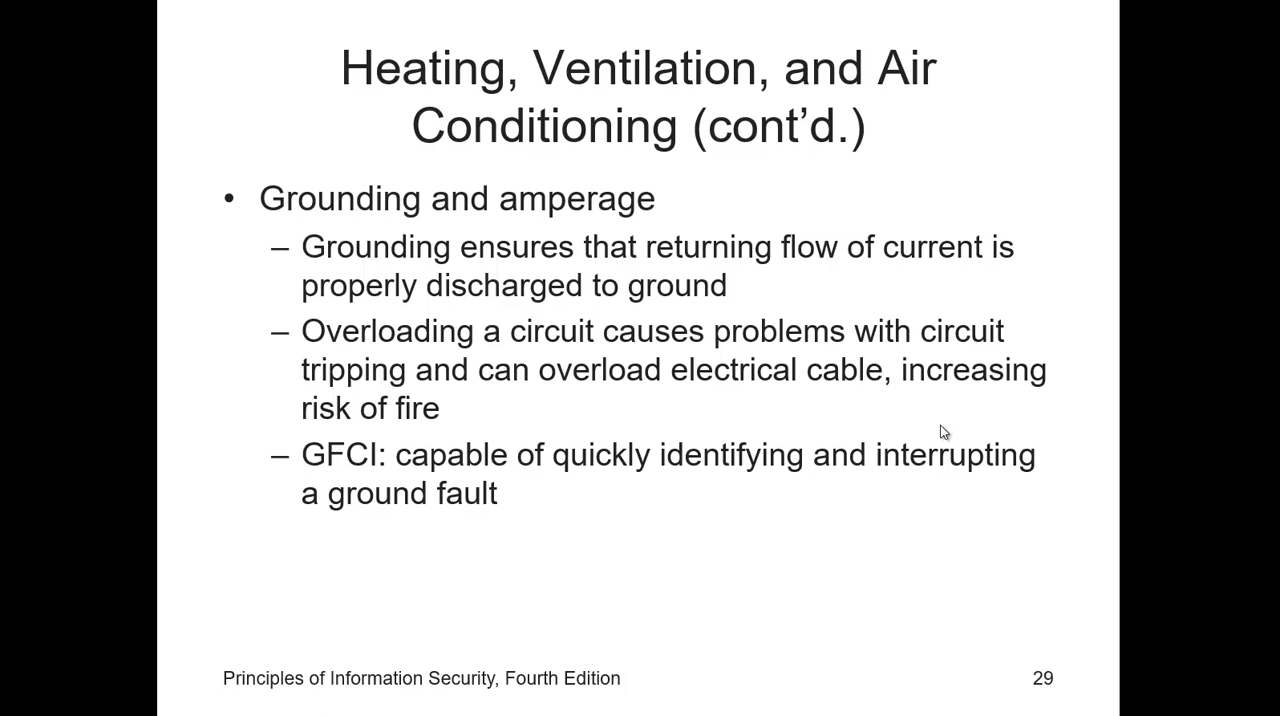 Heating, Ventilation, and Air
Conditioning (cont’d.)
• Grounding and amperage
– Grounding ensures that returning flow of current is
properly discharged to ground
– Overloading a circuit causes problems with circuit
tripping and can overload electrical cable, increasing
risk of fire
– GFCI: capable of quickly identifying and interrupting
a ground fault
Principles of Information Security, Fourth Edition
29